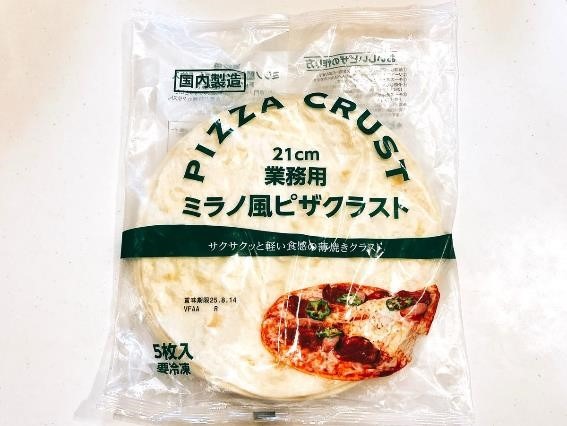 国内製造
PIZZA CRUST
21cm
業務用
ミラノ風ピザクラスト
サクサクッと軽い食感の薄焼きクラスト
賞味期限25.8.14
VFAA R
5枚入
要冷凍